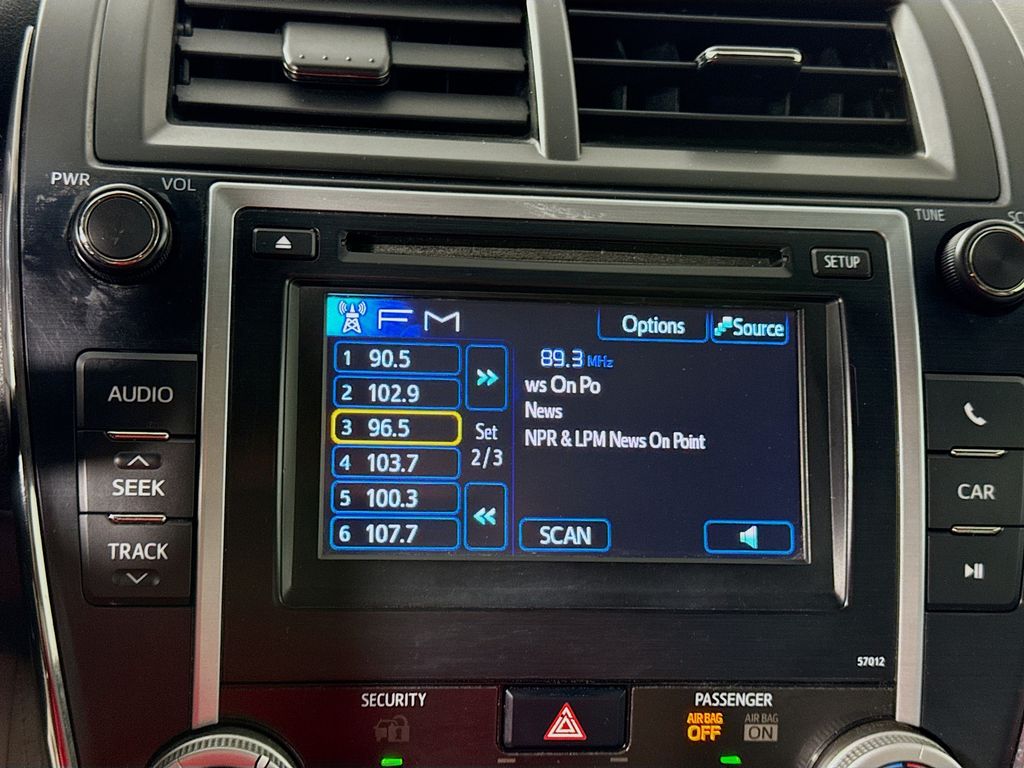 PWR
VOL
TUNE
SETUP
FM
Options
Source
1 90.5
2 102.9
3 96.5
4 103.7
5 100.3
6 107.7
Set
2/3
89.3 MHz
ws On Po
News
NPR & LPM News On Point
SCAN
AUDIO
SEEK
TRACK
CAR
57012
SECURITY
PASSENGER
AIR BAG
OFF
AIR BAG
ON